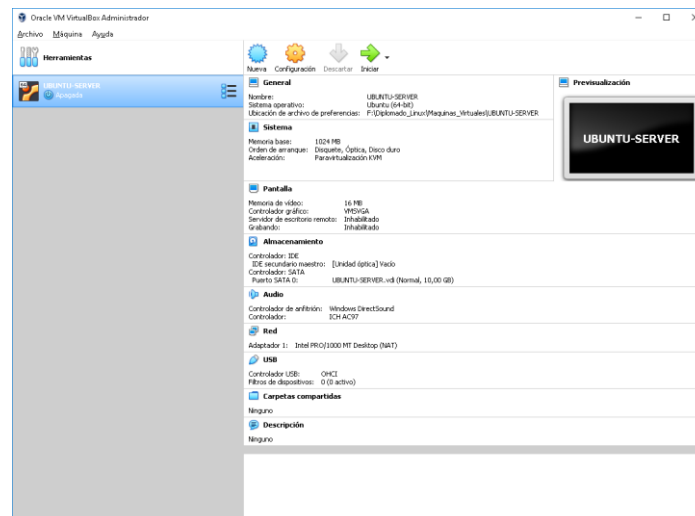 Oracle VM VirtualBox Administrador
Archivo Máquina Ayuda
Herramientas
Nueva Configuración Descartar Iniciar
UBUNTU-SERVER
Apagada
General
Nombre: UBUNTU-SERVER
Sistema operativo: Ubuntu (64-bit)
Ubicación de archivo de preferencias: F:\Diplomado_Linux\Maquinas_Virtuales\UBUNTU-SERVER
Previsualización
UBUNTU-SERVER
Sistema
Memoria base: 1024 MB
Orden de arranque: Disquete, Óptica, Disco duro
Aceleración: Paravirtualización KVM
Pantalla
Memoria de vídeo: 16 MB
Controlador gráfico: VMSVGA
Servidor de escritorio remoto: Inhabilitado
Grabando: Inhabilitado
Almacenamiento
Controlador: IDE
IDE secundario maestro: [Unidad óptica] Vacío
Controlador: SATA
Puerto SATA 0: UBUNTU-SERVER.vdi (Normal, 10,00 GB)
Audio
Controlador de anfitrión: Windows DirectSound
Controlador: ICH AC97
Red
Adaptador 1: Intel PRO/1000 MT Desktop (NAT)
USB
Controlador USB: OHCI
Filtros de dispositivos: 0 (0 activo)
Carpetas compartidas
Ninguno
Descripción
Ninguno